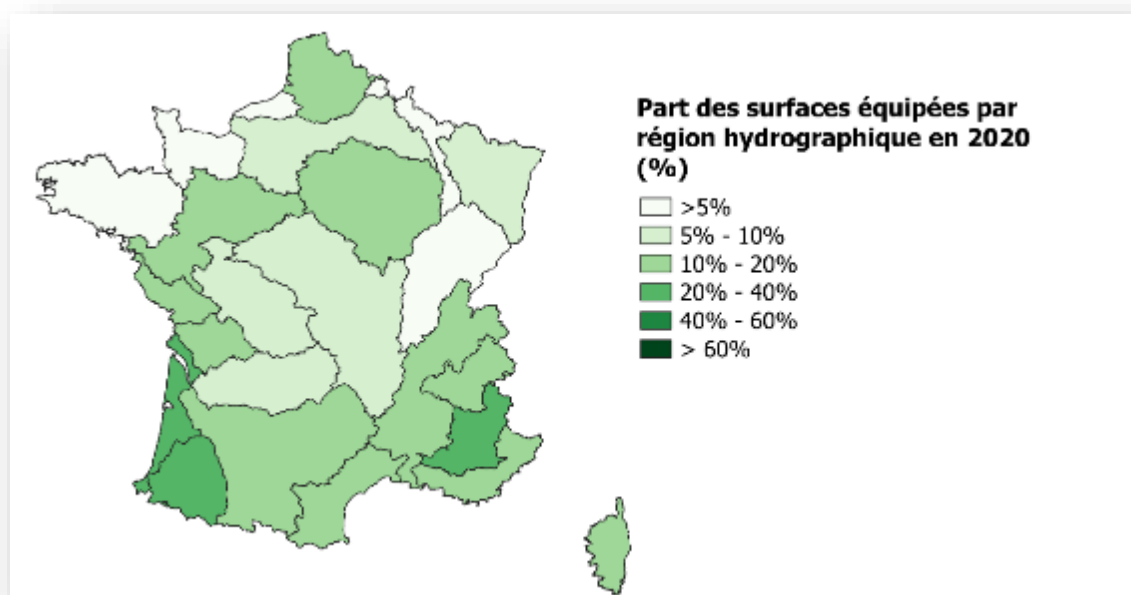 Part des surfaces équipées par
région hydrographique en 2020
(%)
>5%
5% - 10%
10% - 20%
20% - 40%
40% - 60%
> 60%